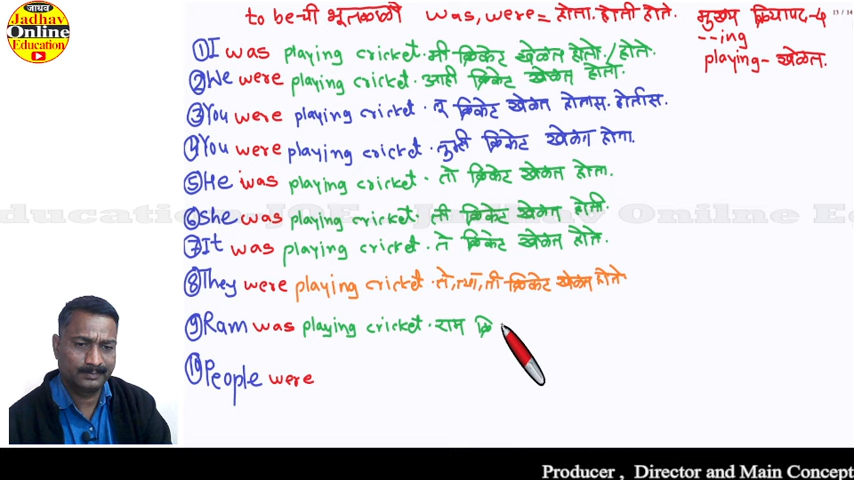 जाधव
Jadhav
Online
Education
to be-ची भूतकाळी was, were = होता. होती होते. मुख्य क्रियापद-4
--ing
playing- खेळत.
15 / 14
① I was playing cricket. मी क्रिकेट खेळत होतो./होते.
② We were playing cricket. आम्ही क्रिकेट खेळत होतो.
③ You were playing cricket. तू क्रिकेट खेळत होतास. होतीस.
④ You were playing cricket. तुम्ही क्रिकेट खेळत होता.
⑤ He was playing cricket. तो क्रिकेट खेळत होता.
⑥ she was playing cricket. ती क्रिकेट खेळत होती.
⑦ It was playing cricket. ते क्रिकेट खेळत होते.
⑧ They were playing cricket. ते, त्या, ती क्रिकेट खेळत होते
⑨ Ram was playing cricket. राम क्रि
⑩ People were
Producer , Director and Main Concept